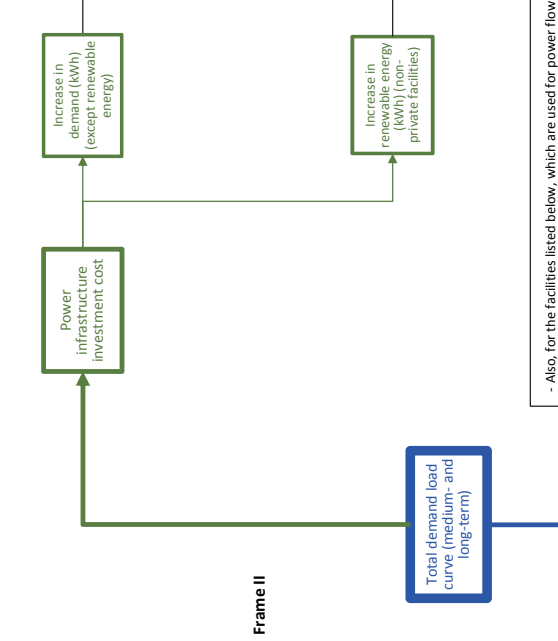 Frame II
Total demand load
curve (medium- and
long-term)
Power
infrastructure
investment cost
Increase in
demand (kWh)
(except renewable
energy)
Increase in
renewable energy
(kWh) (non-
private facilities)
- Also, for the facilities listed below, which are used for power flow